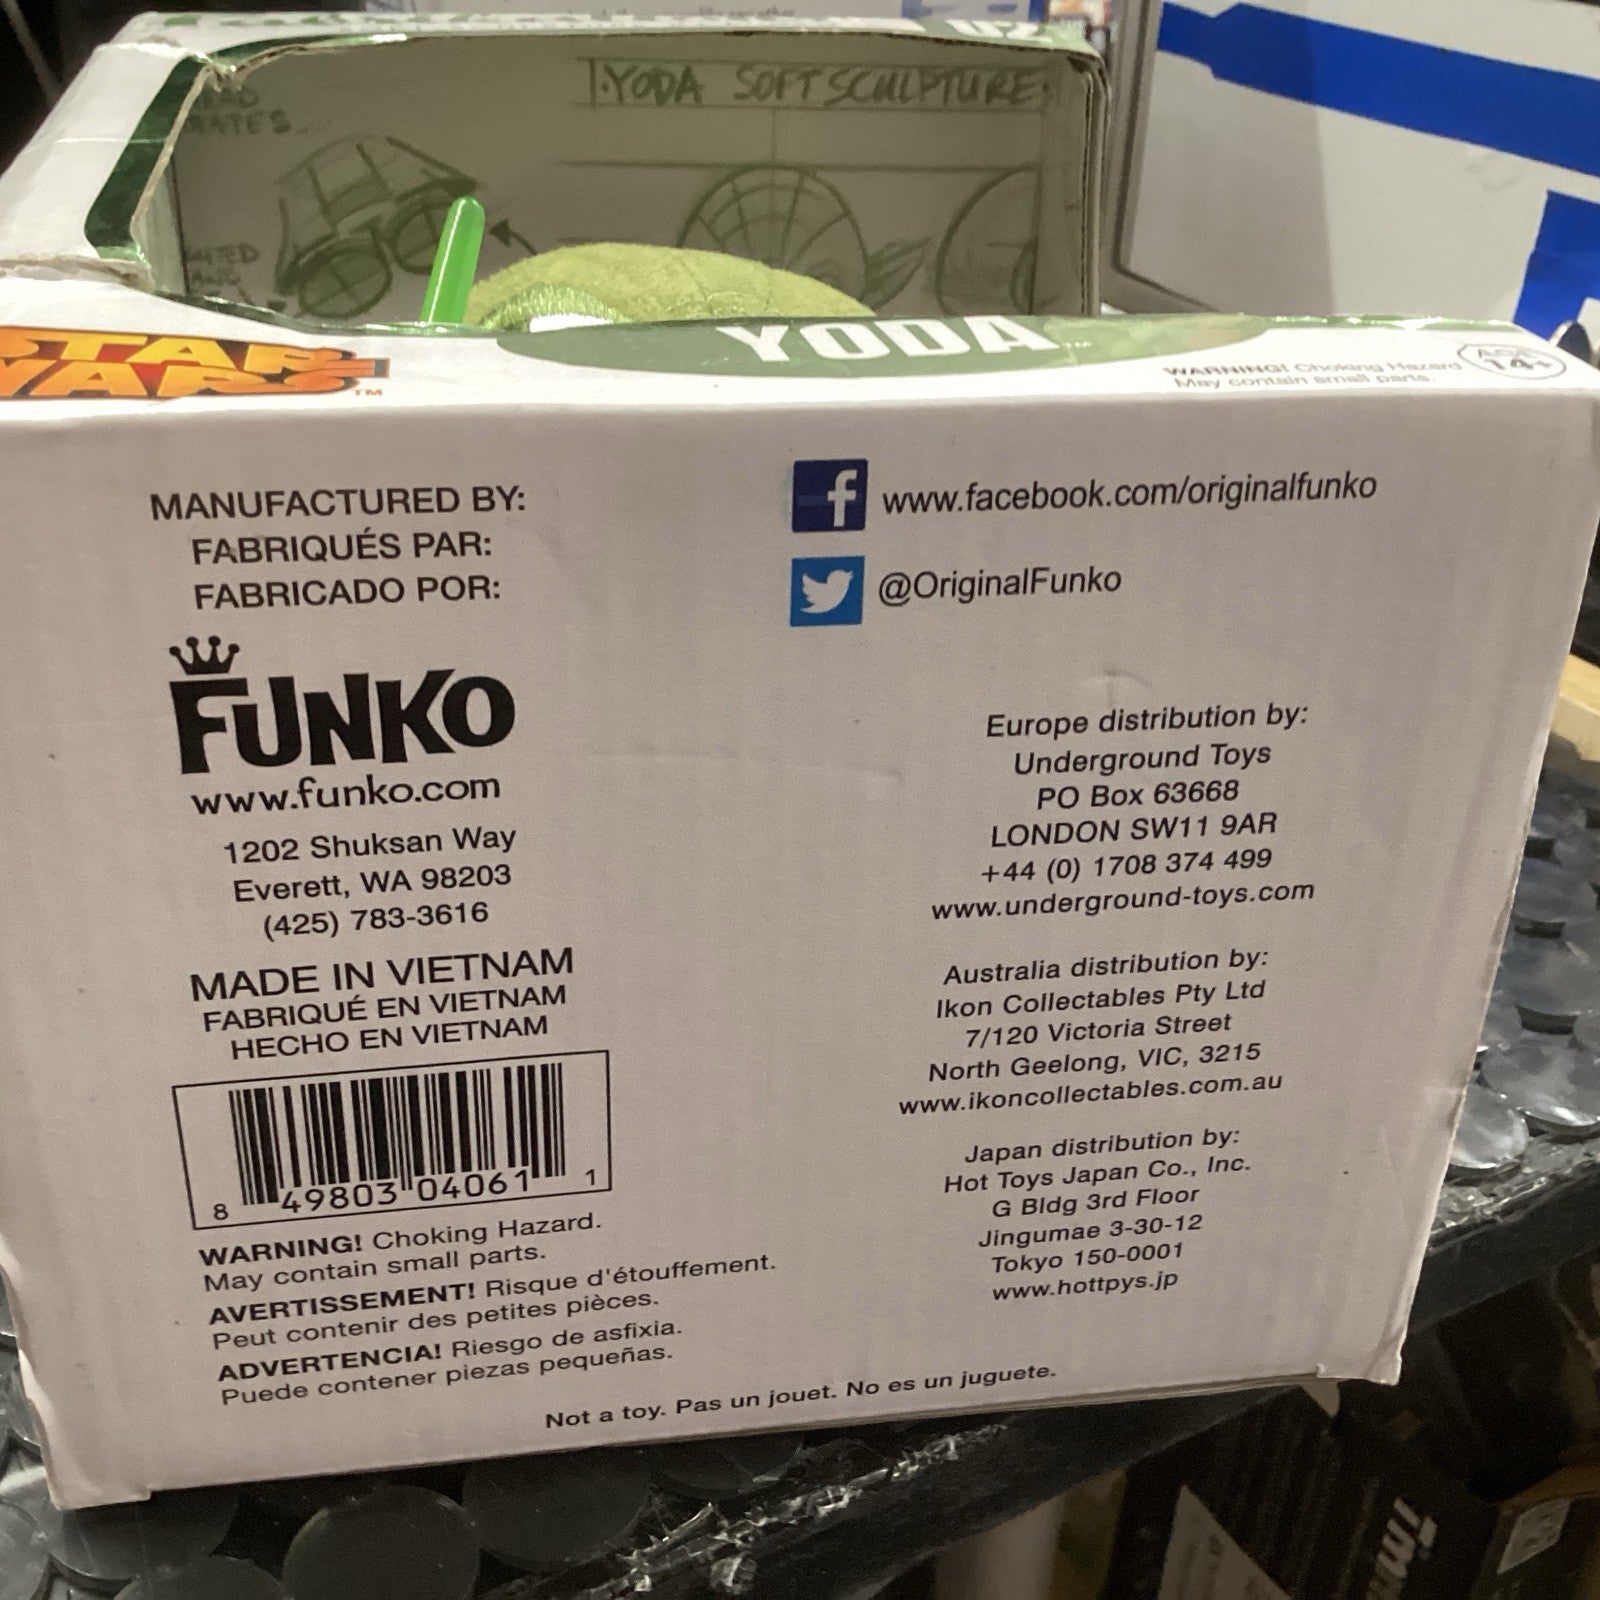 02
YODA SOFT SCULPTURE
STAR
WARS
TM
YODA
WARNING! Choking Hazard
May contain small parts.
AGE
14+
MANUFACTURED BY:
FABRIQUÉS PAR:
FABRICADO POR:
FUNKO
www.funko.com
1202 Shuksan Way
Everett, WA 98203
(425) 783-3616
MADE IN VIETNAM
FABRIQUÉ EN VIETNAM
HECHO EN VIETNAM
8 49803 04061 1
WARNING! Choking Hazard.
May contain small parts.
AVERTISSEMENT! Risque d'étouffement.
Peut contenir des petites pièces.
ADVERTENCIA! Riesgo de asfixia.
Puede contener piezas pequeñas.
f www.facebook.com/originalfunko
@OriginalFunko
Europe distribution by:
Underground Toys
PO Box 63668
LONDON SW11 9AR
+44 (0) 1708 374 499
www.underground-toys.com
Australia distribution by:
Ikon Collectables Pty Ltd
7/120 Victoria Street
North Geelong, VIC, 3215
www.ikoncollectables.com.au
Japan distribution by:
Hot Toys Japan Co., Inc.
G Bldg 3rd Floor
Jingumae 3-30-12
Tokyo 150-0001
www.hottpys.jp
Not a toy. Pas un jouet. No es un juguete.